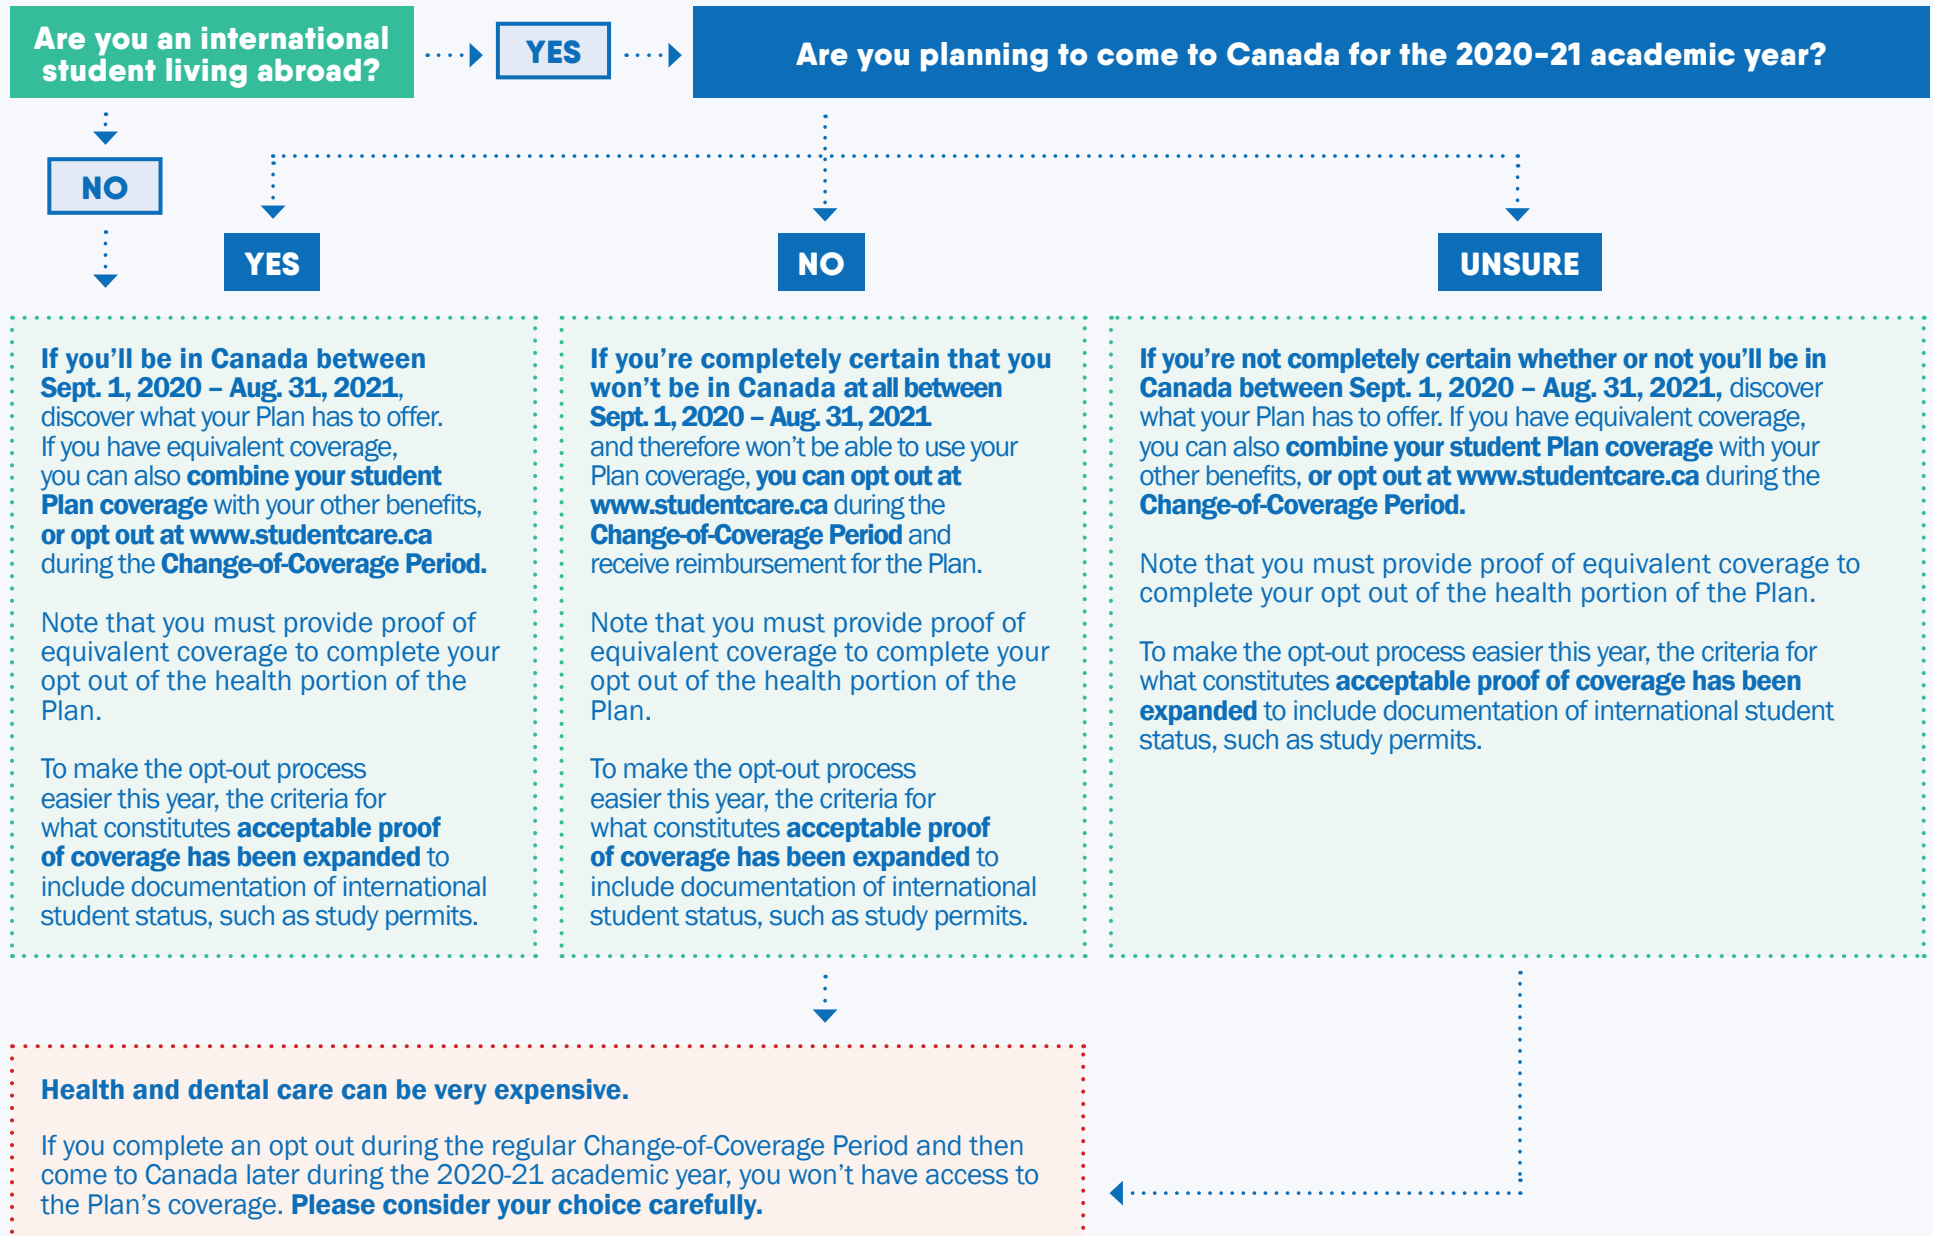 Are you an international
student living abroad?
YES
Are you planning to come to Canada for the 2020-21 academic year?
NO
YES
NO
UNSURE
If you'll be in Canada between
Sept. 1, 2020 – Aug. 31, 2021,
discover what your Plan has to offer.
If you have equivalent coverage,
you can also combine your student
Plan coverage with your other benefits,
or opt out at www.studentcare.ca
during the Change-of-Coverage Period.
Note that you must provide proof of
equivalent coverage to complete your
opt out of the health portion of the
Plan.
To make the opt-out process
easier this year, the criteria for
what constitutes acceptable proof
of coverage has been expanded to
include documentation of international
student status, such as study permits.
If you're completely certain that you
won't be in Canada at all between
Sept. 1, 2020 – Aug. 31, 2021
and therefore won't be able to use your
Plan coverage, you can opt out at
www.studentcare.ca during the
Change-of-Coverage Period and
receive reimbursement for the Plan.
Note that you must provide proof of
equivalent coverage to complete your
opt out of the health portion of the
Plan.
To make the opt-out process
easier this year, the criteria for
what constitutes acceptable proof
of coverage has been expanded to
include documentation of international
student status, such as study permits.
If you're not completely certain whether or not you'll be in
Canada between Sept. 1, 2020 – Aug. 31, 2021, discover
what your Plan has to offer. If you have equivalent coverage,
you can also combine your student Plan coverage with your
other benefits, or opt out at www.studentcare.ca during the
Change-of-Coverage Period.
Note that you must provide proof of equivalent coverage to
complete your opt out of the health portion of the Plan.
To make the opt-out process easier this year, the criteria for
what constitutes acceptable proof of coverage has been
expanded to include documentation of international student
status, such as study permits.
Health and dental care can be very expensive.
If you complete an opt out during the regular Change-of-Coverage Period and then
come to Canada later during the 2020-21 academic year, you won't have access to
the Plan's coverage. Please consider your choice carefully.